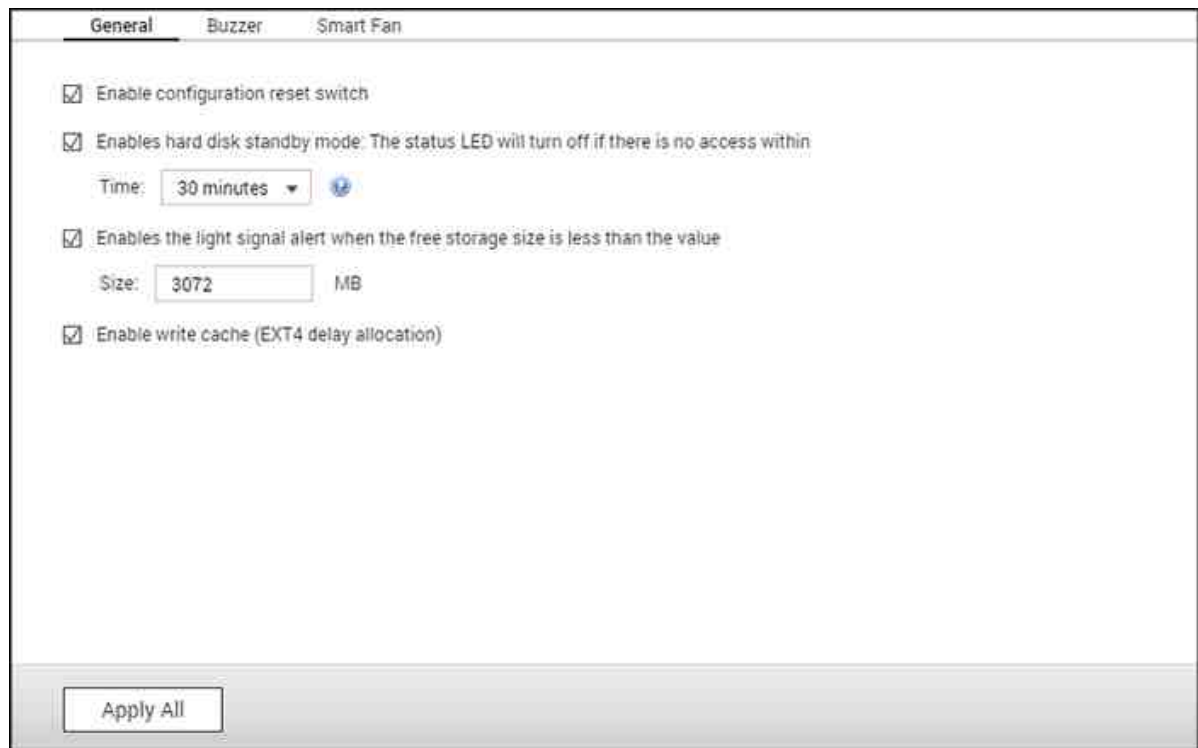 General Buzzer Smart Fan
Enable configuration reset switch
Enables hard disk standby mode: The status LED will turn off if there is no access within
Time: 30 minutes
Enables the light signal alert when the free storage size is less than the value
Size: 3072 MB
Enable write cache (EXT4 delay allocation)
Apply All